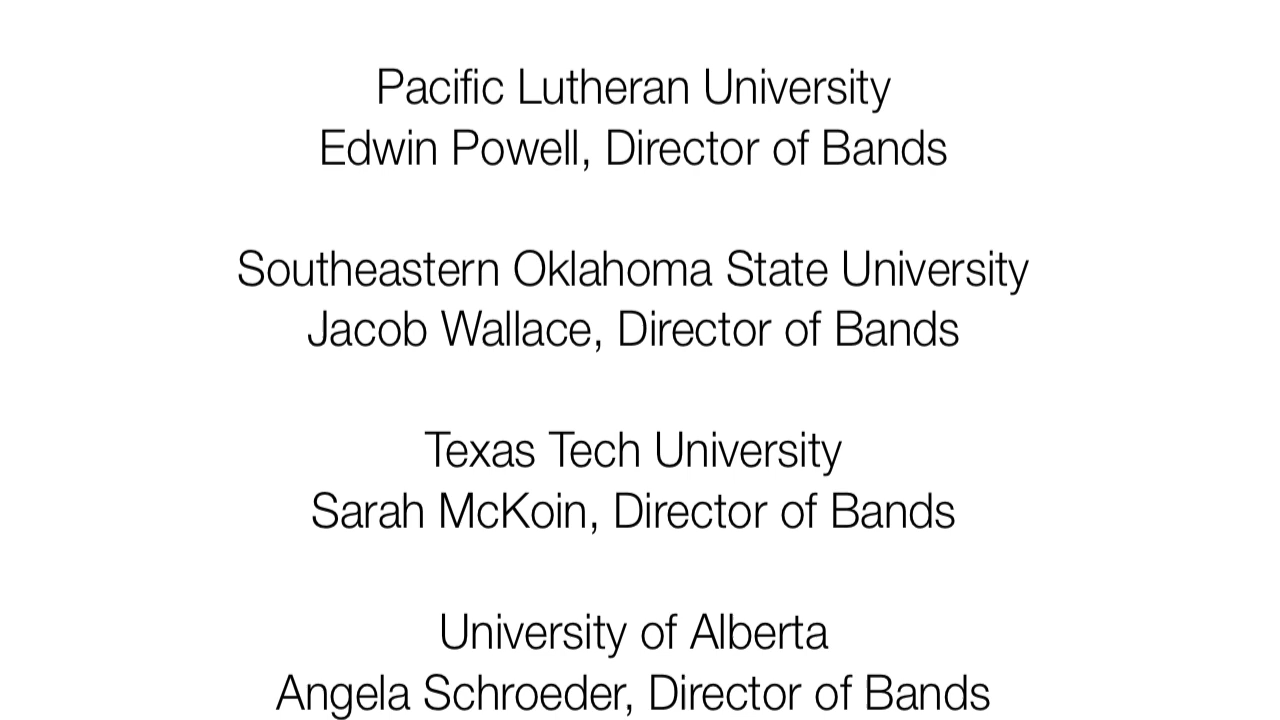 Pacific Lutheran University
Edwin Powell, Director of Bands
Southeastern Oklahoma State University
Jacob Wallace, Director of Bands
Texas Tech University
Sarah McKoin, Director of Bands
University of Alberta
Angela Schroeder, Director of Bands